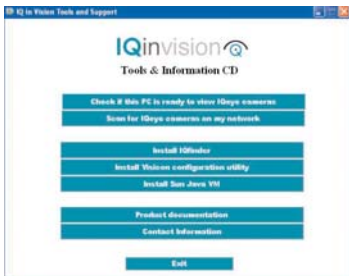 IQ in Vision Tools and Support
IQinvision
Tools & Information CD
Check if this PC is ready to view IQeye cameras
Scan for IQeye cameras on my network
Install IQfinder
Install Visicon configuration utility
Install Sun Java VM
Product documentation
Contact Information
Exit